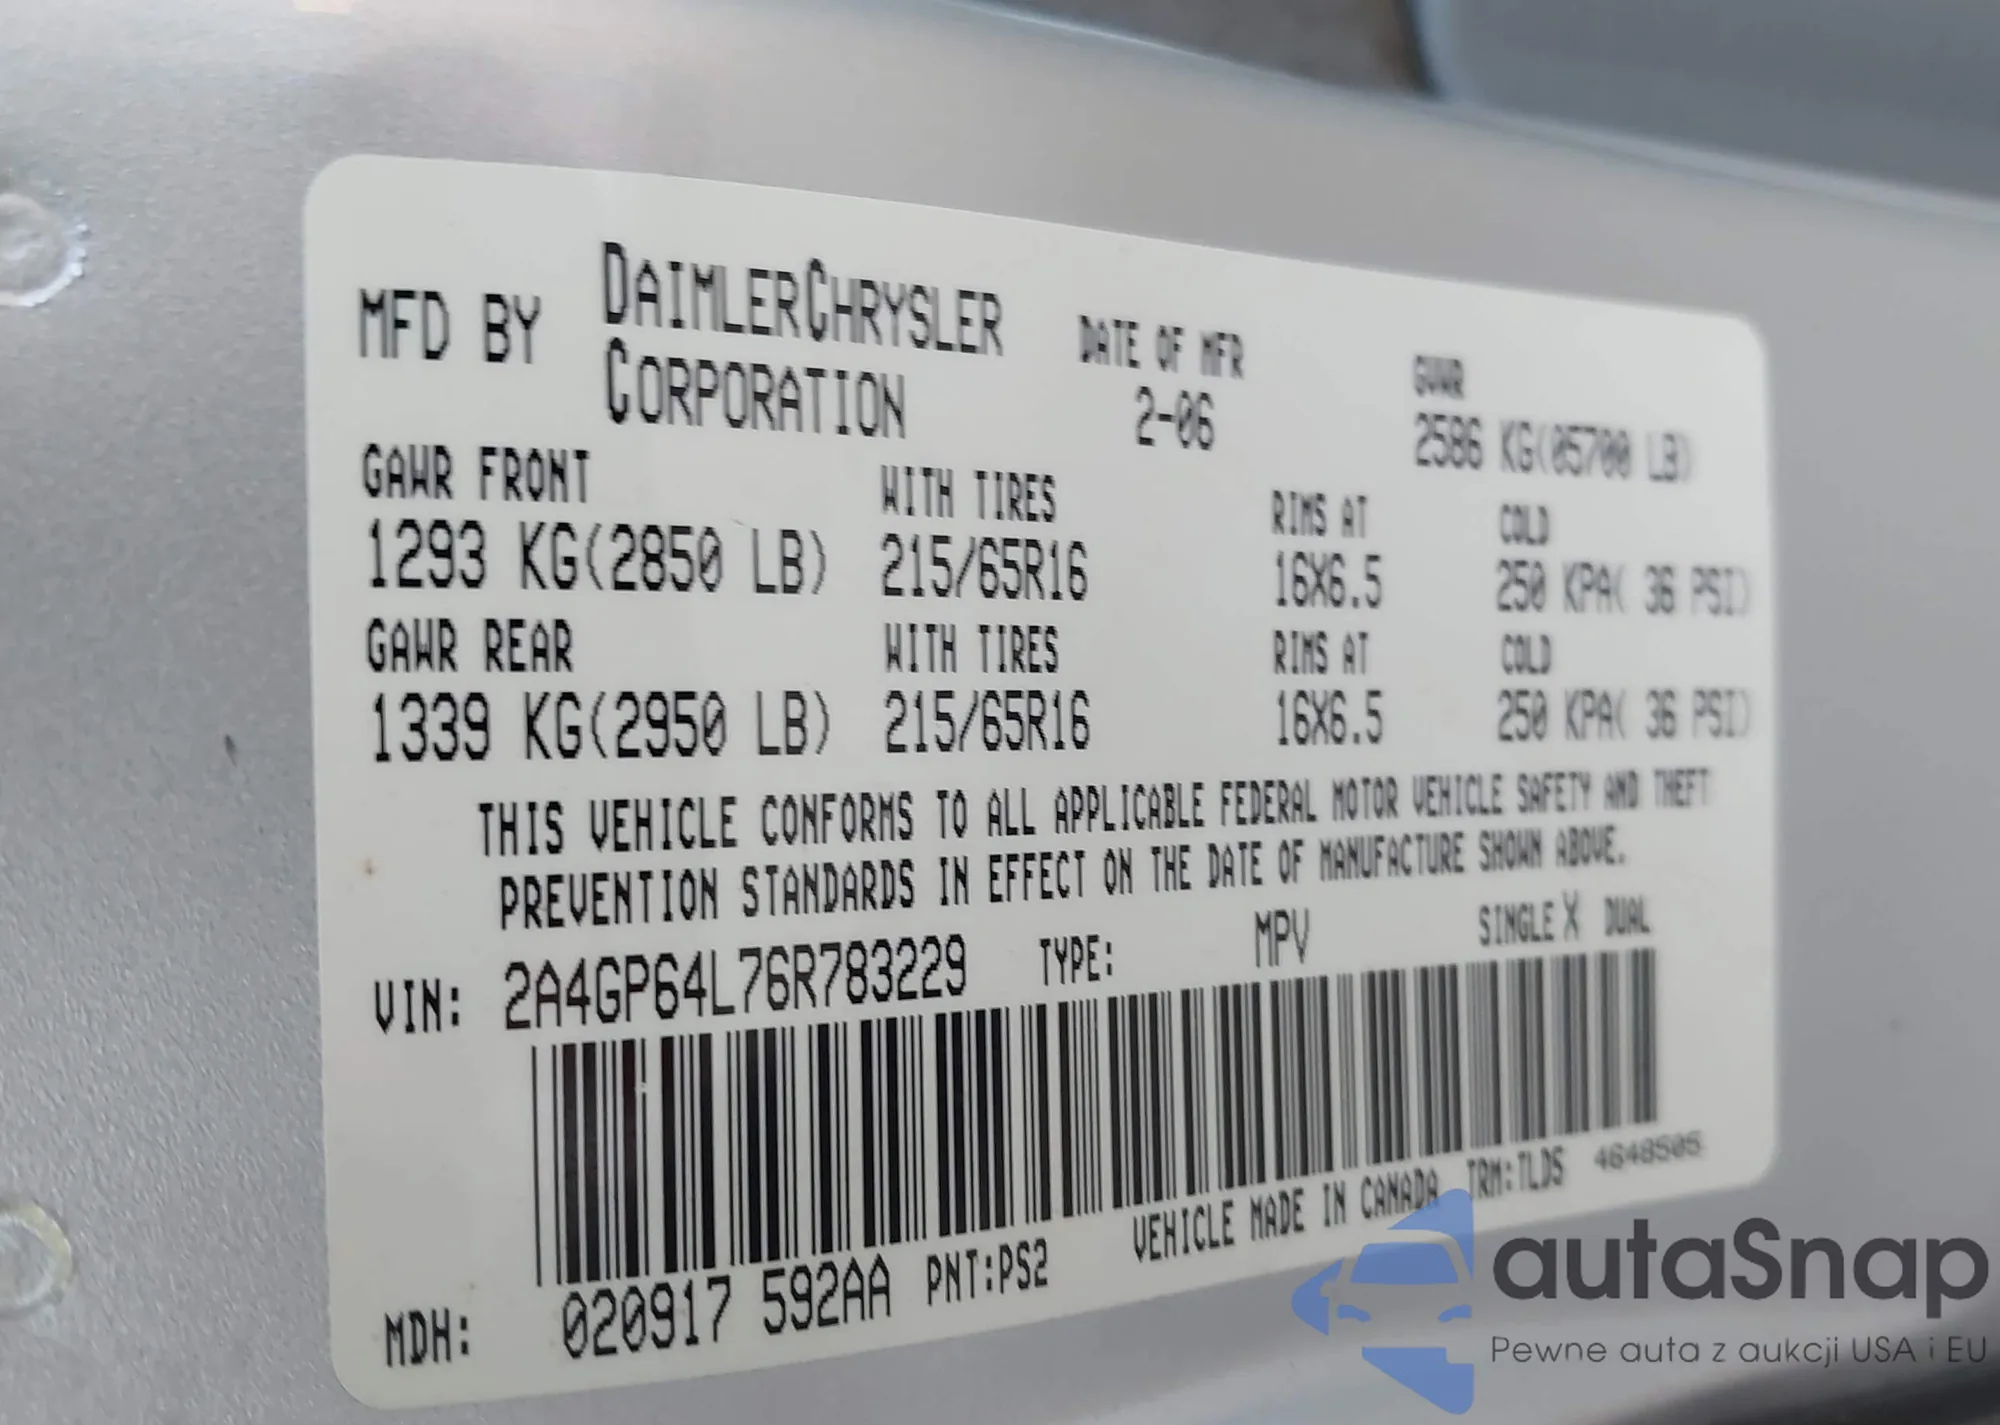 MFD BY DAIMLERCHRYSLER CORPORATION
DATE OF MFR 2-06
GVWR 2586 KG(05700 LB)
GAWR FRONT WITH TIRES RIMS AT COLD
1293 KG(2850 LB) 215/65R16 16X6.5 250 KPA( 36 PSI)
GAWR REAR WITH TIRES RIMS AT COLD
1339 KG(2950 LB) 215/65R16 16X6.5 250 KPA( 36 PSI)
THIS VEHICLE CONFORMS TO ALL APPLICABLE FEDERAL MOTOR VEHICLE SAFETY AND THEFT
PREVENTION STANDARDS IN EFFECT ON THE DATE OF MANUFACTURE SHOWN ABOVE.
VIN: 2A4GP64L76R783229 TYPE: MPV SINGLE X DUAL
VEHICLE MADE IN CANADA TRM:TLDS 4648505
MDH: 020917 592AA PNT:PS2
autaSnap
Pewne auta z aukcji USA i EU